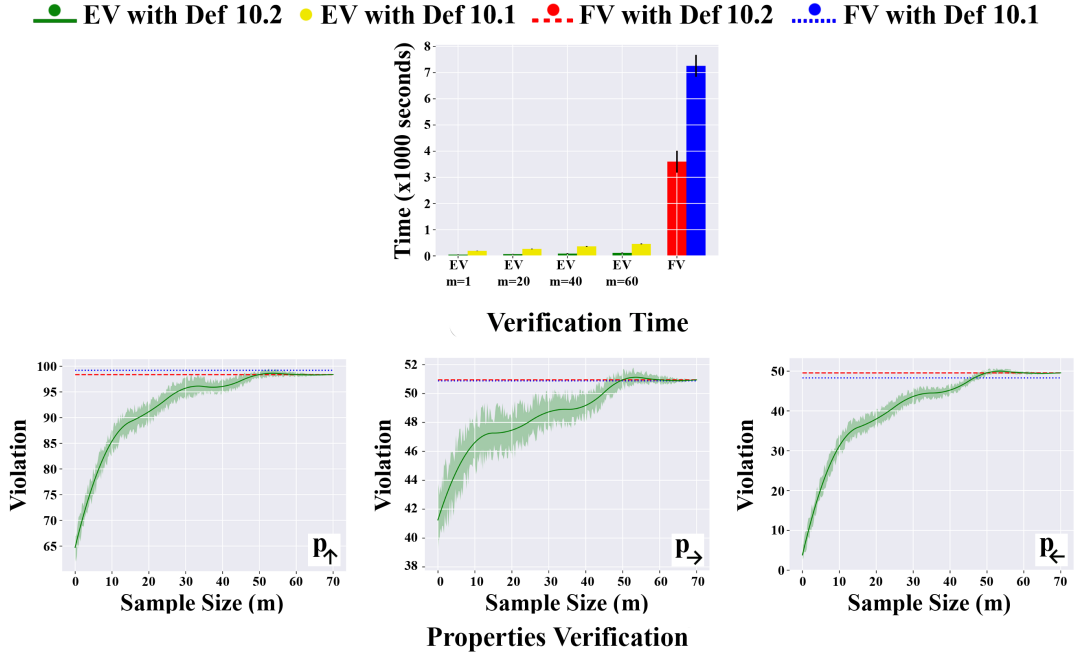 EV with Def 10.2 EV with Def 10.1 FV with Def 10.2 FV with Def 10.1
8
7
6
5
4
3
2
1
0
Time (x1000 seconds)
EV EV EV EV FV
m=1 m=20 m=40 m=60
Verification Time
100
95
90
85
80
75
70
65
Violation
0 10 20 30 40 50 60 70
Sample Size (m)
p↑
52
50
48
46
44
42
40
38
Violation
0 10 20 30 40 50 60 70
Sample Size (m)
p→
50
40
30
20
10
0
Violation
0 10 20 30 40 50 60 70
Sample Size (m)
p←
Properties Verification